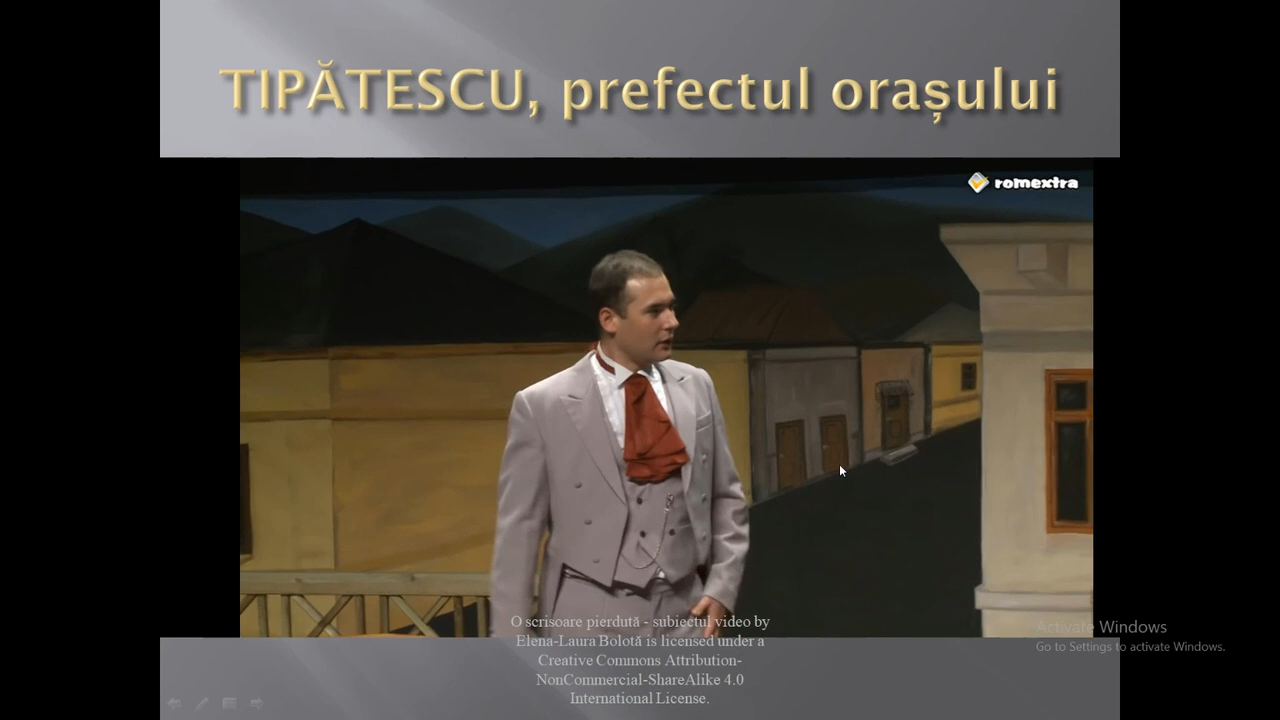 TIPĂTESCU, prefectul orașului
romextra
O scrisoare pierdută - subiectul video by
Elena-Laura Bolotă is licensed under a
Creative Commons Attribution-
NonCommercial-ShareAlike 4.0
International License.
Activate Windows
Go to Settings to activate Windows.